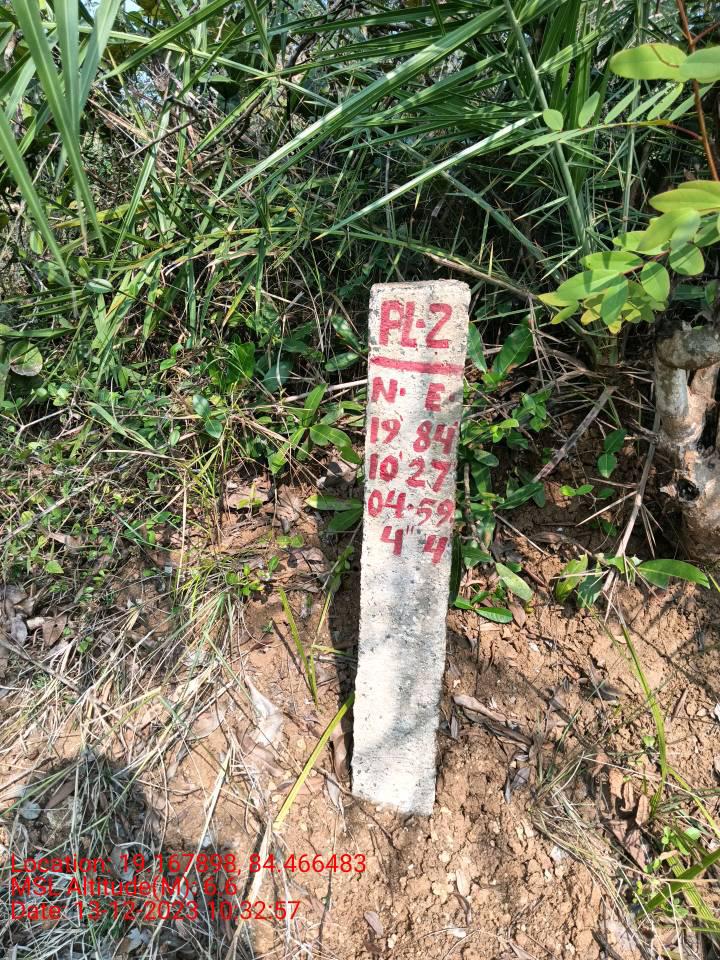 PL·2
N· E·
19 84'
10' 27
04·59.
4" 4
Location: 19.167898, 84.466483
MSL Altitude(M): 6.6
Date: 13-12-2023 10:32:57